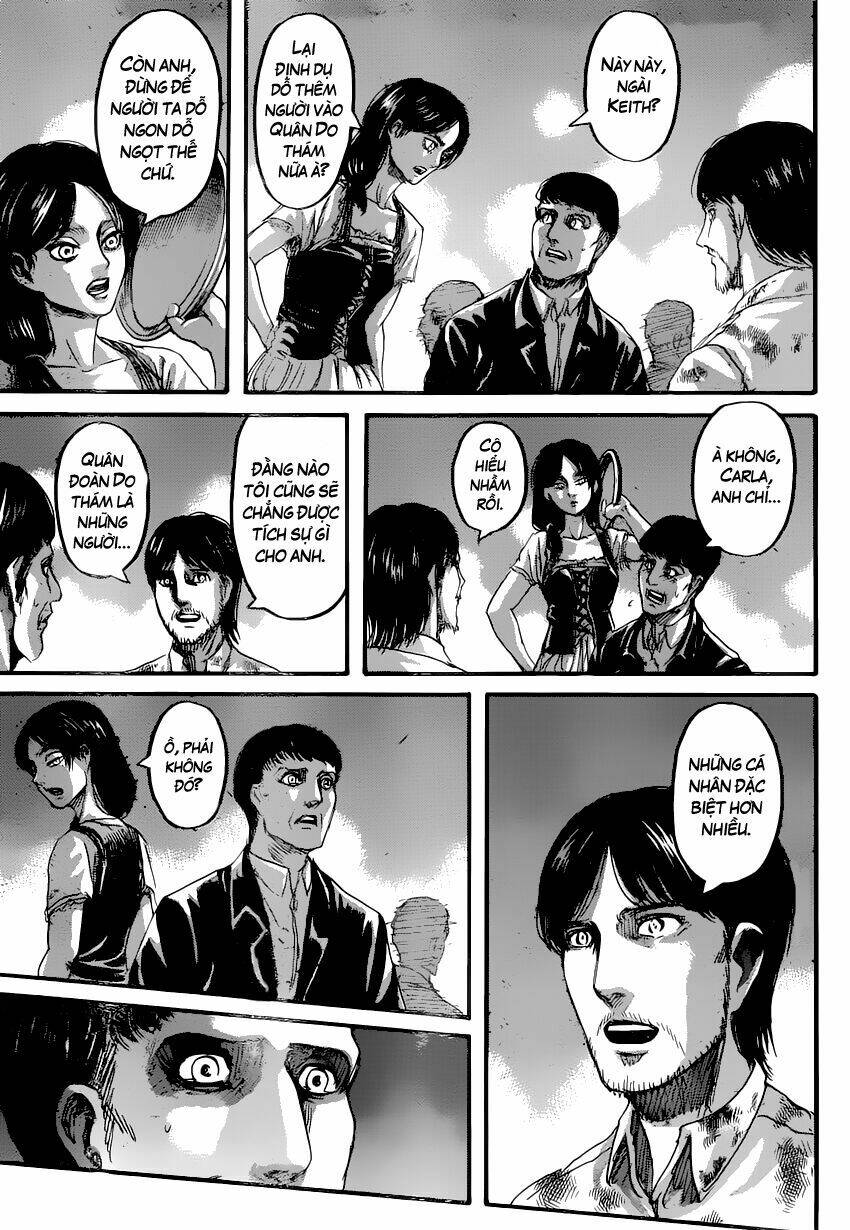 NÀY NÀY,
NGÀI
KEITH?
LẠI
ĐỊNH DỤ
DỖ THÊM
NGƯỜI VÀO
QUÂN DO
THÁM
NỮA À?
CÒN ANH,
ĐỪNG ĐỂ
NGƯỜI TA DỖ
NGON DỖ
NGỌT THẾ
CHỨ.
À KHÔNG,
CARLA,
ANH CHỈ...
CÔ
HIỂU
NHẦM
RỒI.
ĐẰNG NÀO
TÔI CŨNG SẼ
CHẲNG ĐƯỢC
TÍCH SỰ GÌ
CHO ANH.
QUÂN
ĐOÀN DO
THÁM LÀ
NHỮNG
NGƯỜI...
NHỮNG CÁ
NHÂN ĐẶC
BIỆT HƠN
NHIỀU.
Ồ, PHẢI
KHÔNG
ĐÓ?